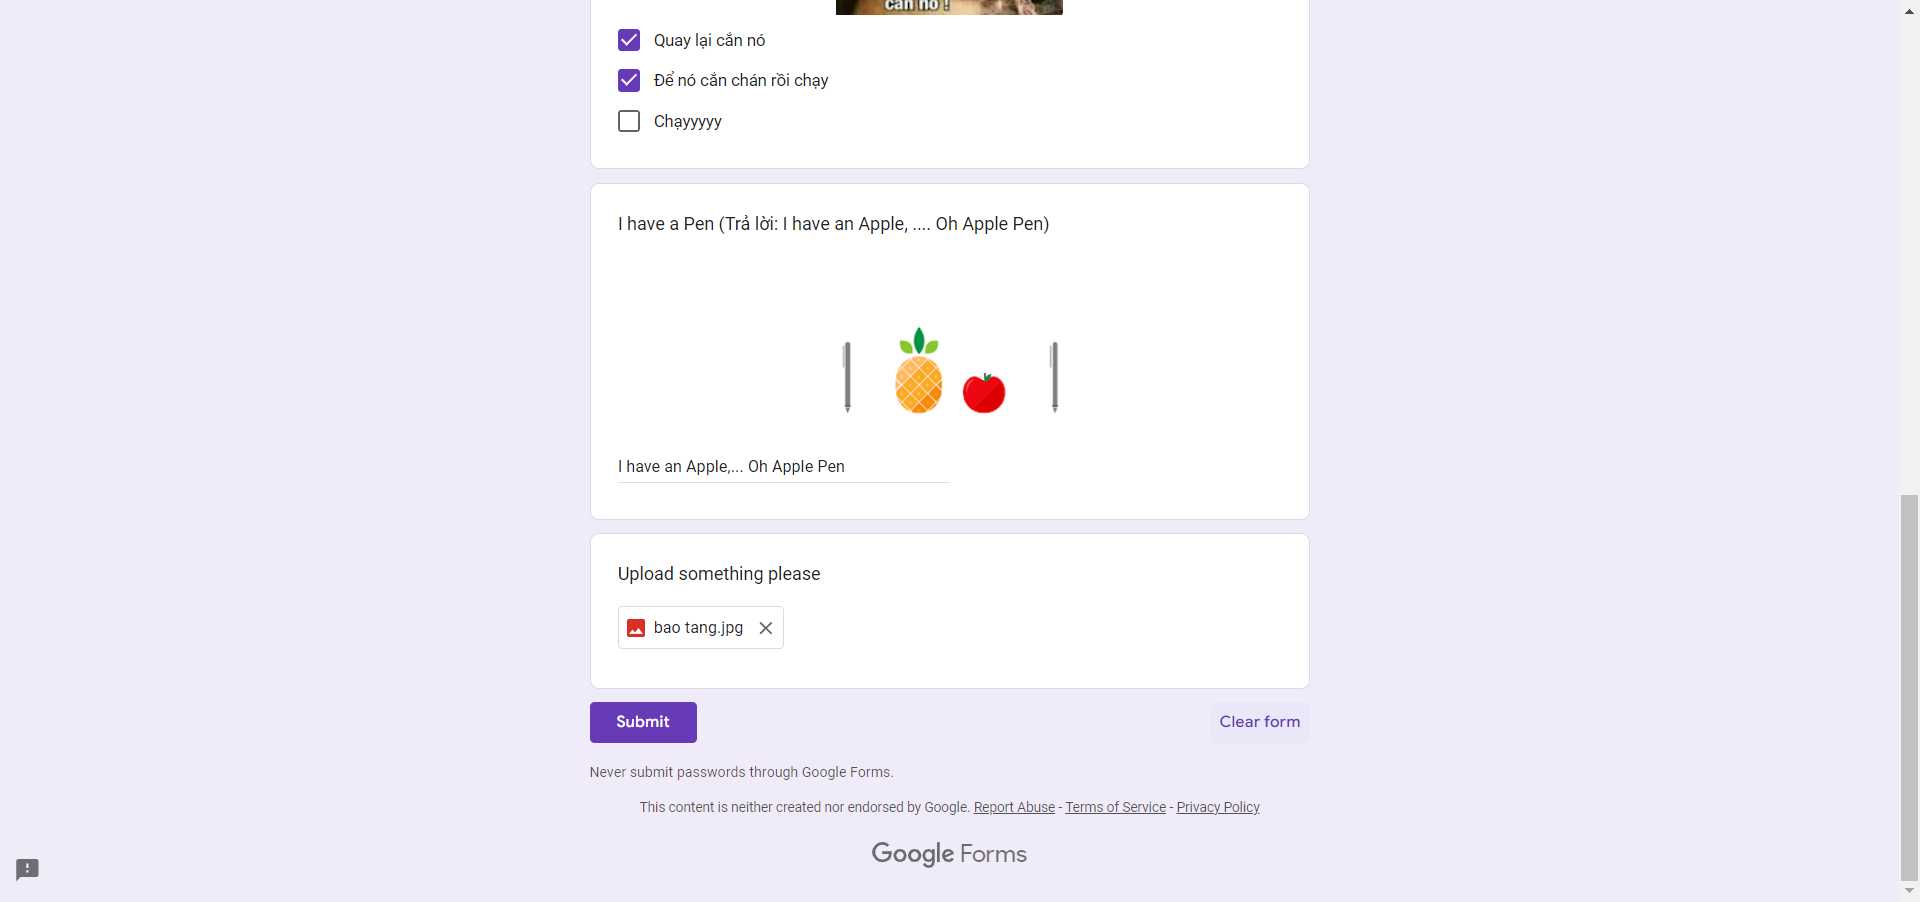 cắn nó !
Quay lại cắn nó
Để nó cắn chán rồi chạy
Chạyyyyy
I have a Pen (Trả lời: I have an Apple, .... Oh Apple Pen)
I have an Apple,... Oh Apple Pen
Upload something please
bao tang.jpg
Submit
Clear form
Never submit passwords through Google Forms.
This content is neither created nor endorsed by Google. Report Abuse - Terms of Service - Privacy Policy
Google Forms